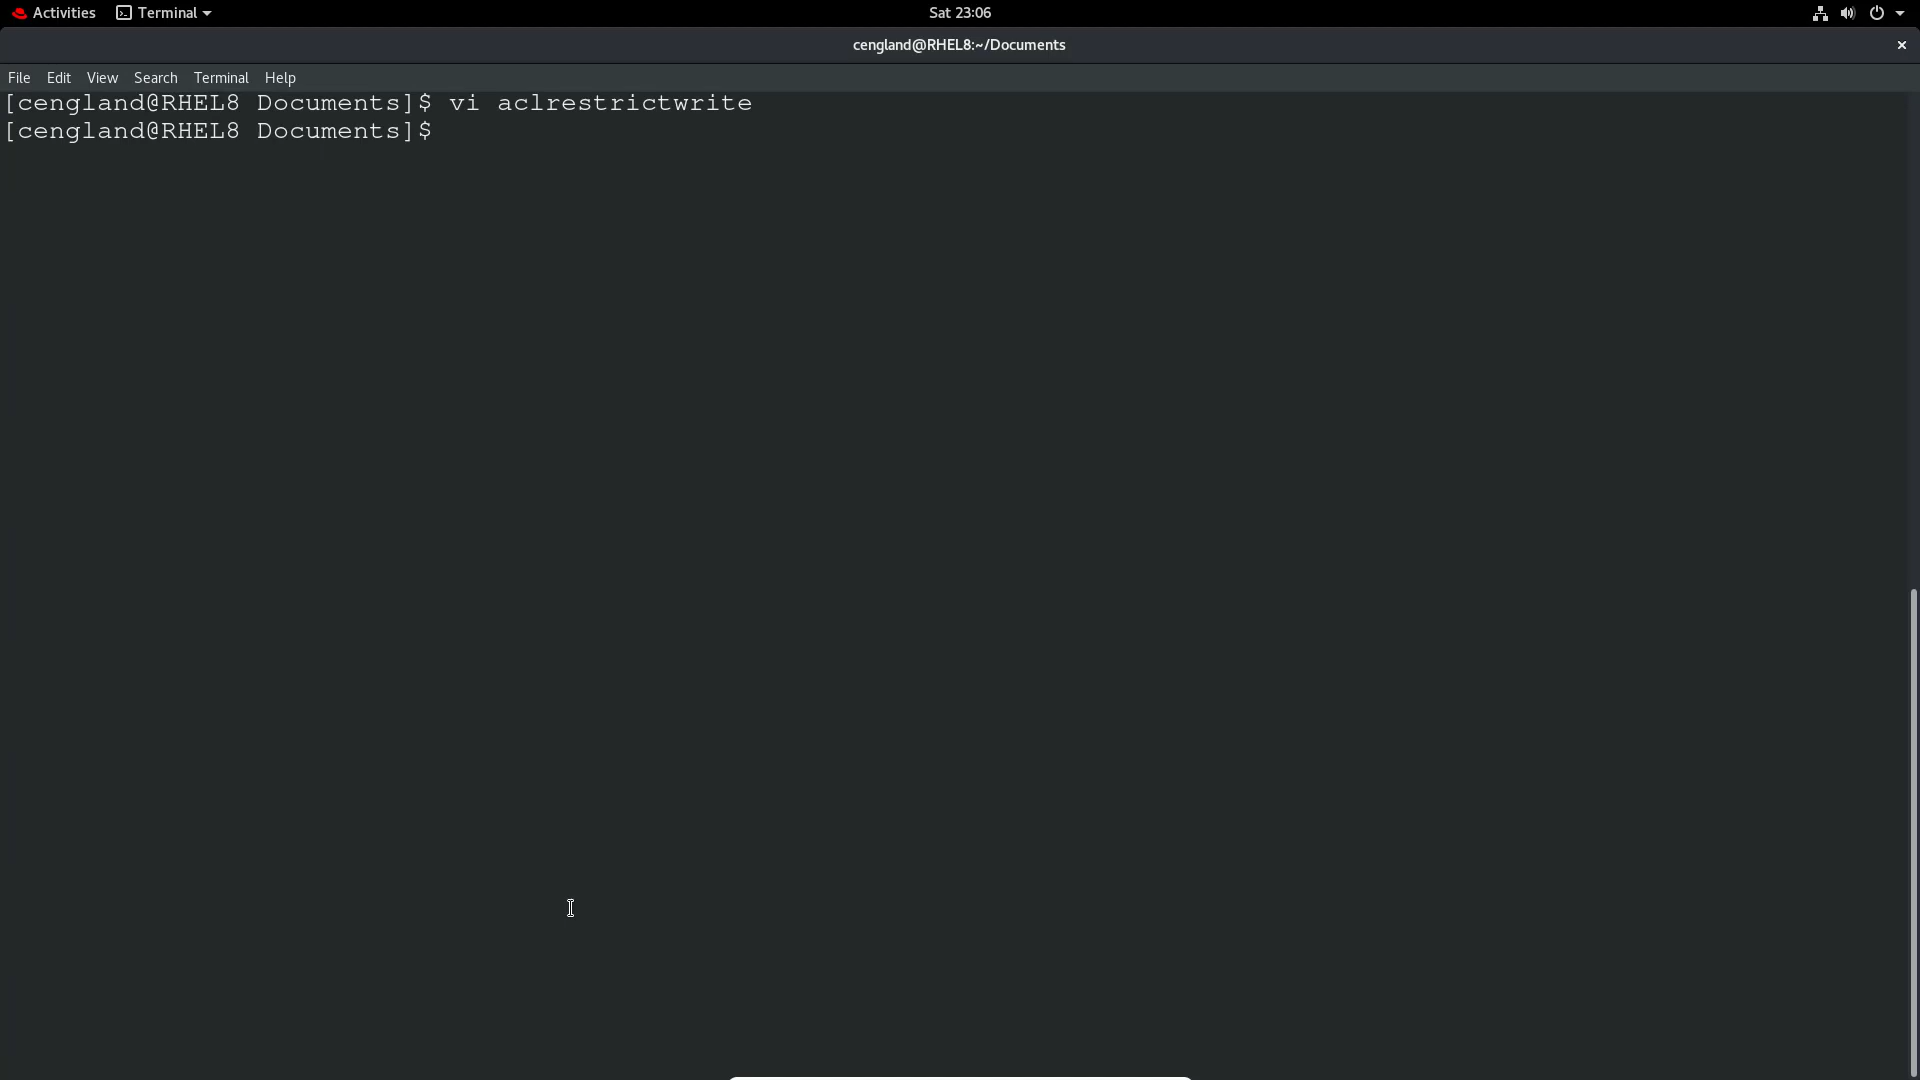 Activities Terminal Sat 23:06
cengland@RHEL8:~/Documents
File Edit View Search Terminal Help
[cengland@RHEL8 Documents]$ vi aclrestrictwrite
[cengland@RHEL8 Documents]$